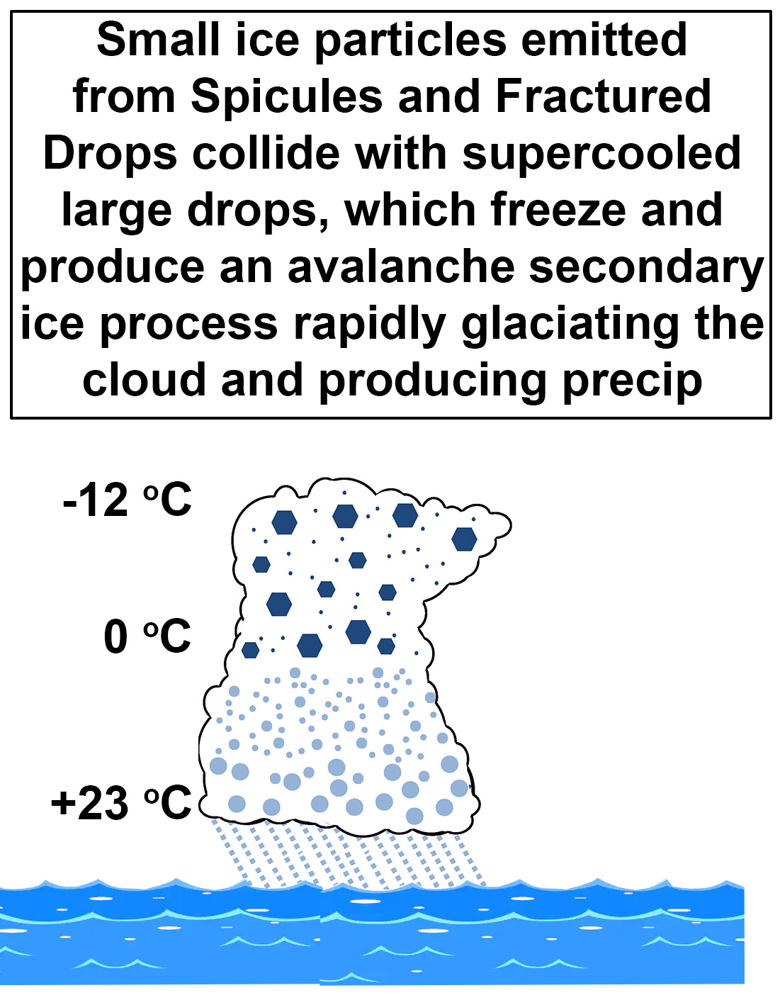 Small ice particles emitted
from Spicules and Fractured
Drops collide with supercooled
large drops, which freeze and
produce an avalanche secondary
ice process rapidly glaciating the
cloud and producing precip
-12 °C
0 °C
+23 °C